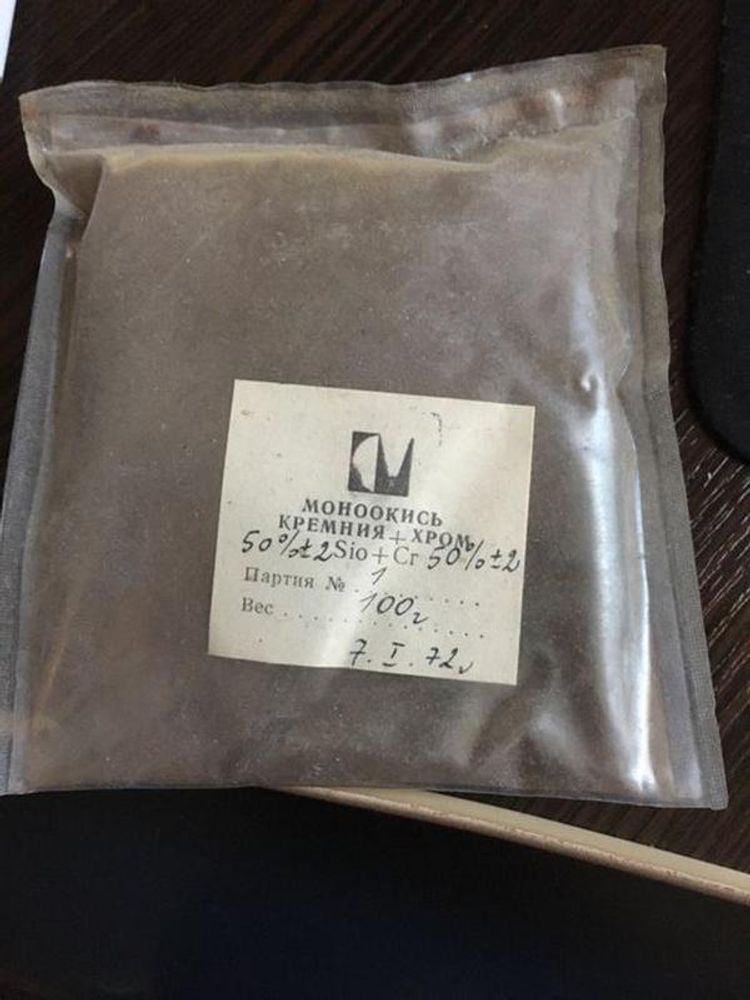 МОНООКИСЬ
КРЕМНИЯ + ХРОМ
50%±2 Sio + Cr 50%±2
Партия № 1
Вес 100г
7.I.72г